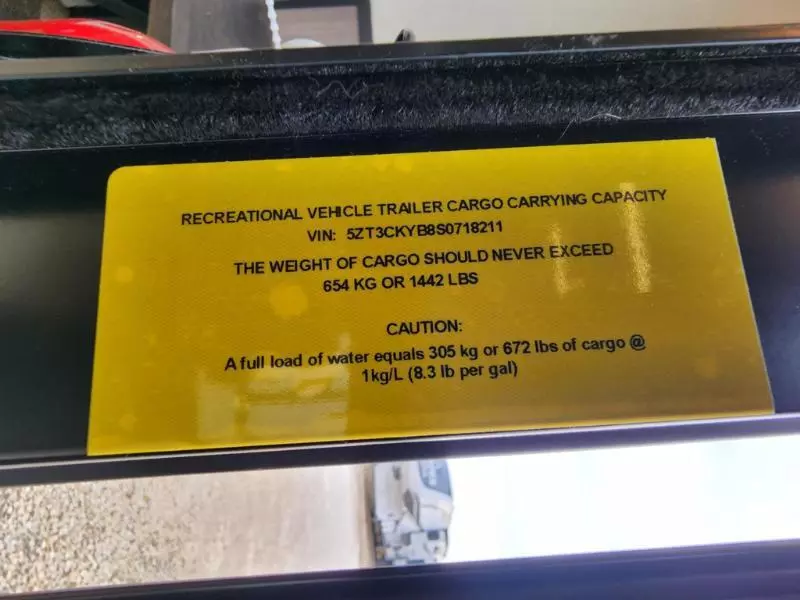 RECREATIONAL VEHICLE TRAILER CARGO CARRYING CAPACITY
VIN: 5ZT3CKYB8S0718211
THE WEIGHT OF CARGO SHOULD NEVER EXCEED
654 KG OR 1442 LBS
CAUTION:
A full load of water equals 305 kg or 672 lbs of cargo @
1kg/L (8.3 lb per gal)